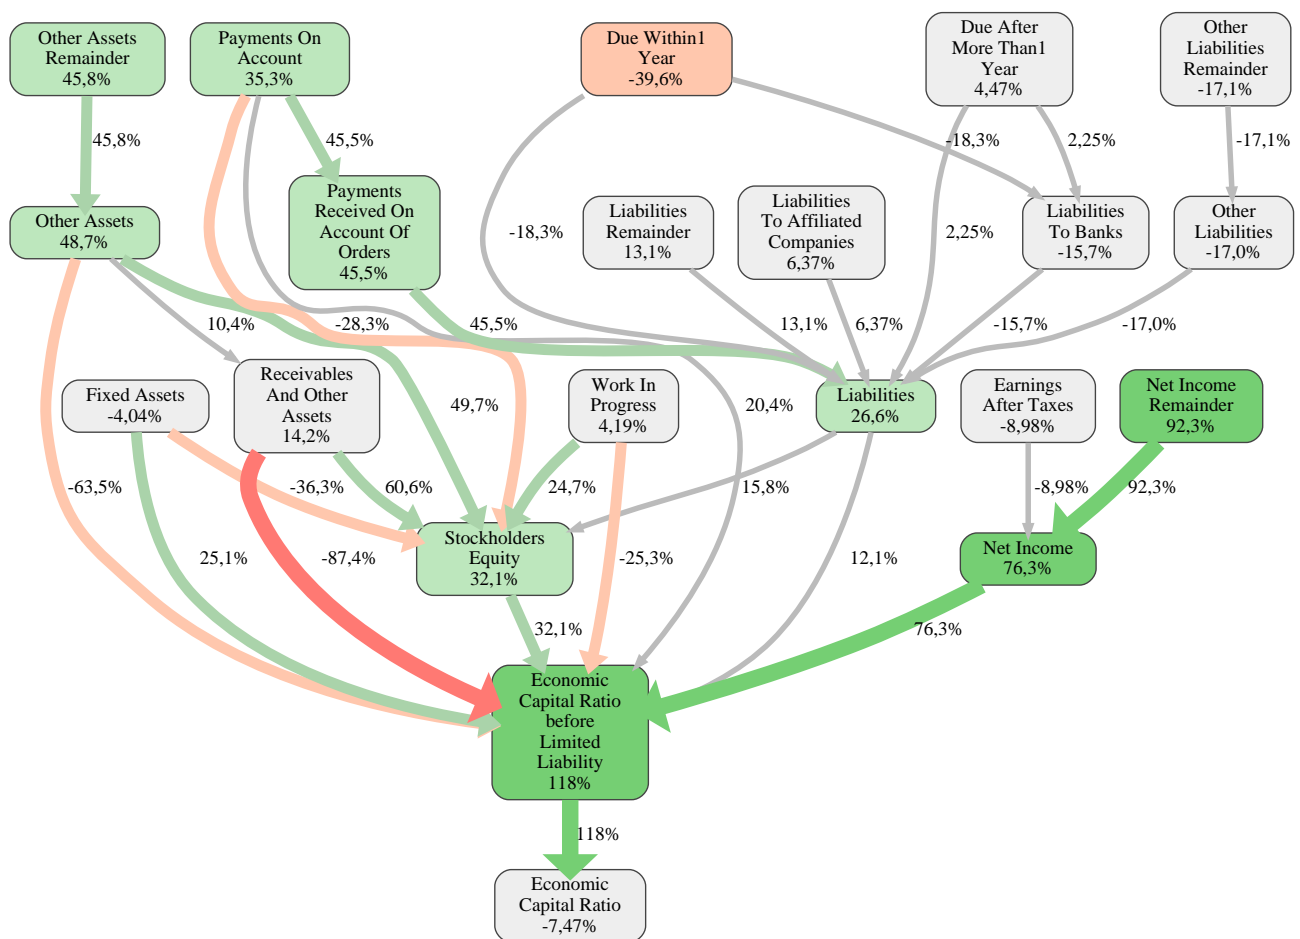 Other Assets
Remainder
45,8%
Payments On
Account
35,3%
Due Within1
Year
-39,6%
Due After
More Than1
Year
4,47%
Other
Liabilities
Remainder
-17,1%
45,8%
45,5%
-18,3%
2,25%
-17,1%
Other Assets
48,7%
Payments
Received On
Account Of
Orders
45,5%
Liabilities
Remainder
13,1%
Liabilities
To Affiliated
Companies
6,37%
Liabilities
To Banks
-15,7%
Other
Liabilities
-17,0%
-18,3%
2,25%
10,4%
-28,3%
45,5%
13,1%
6,37%
-15,7%
-17,0%
Fixed Assets
-4,04%
Receivables
And Other
Assets
14,2%
Work In
Progress
4,19%
Liabilities
26,6%
Earnings
After Taxes
-8,98%
Net Income
Remainder
92,3%
49,7%
20,4%
-63,5%
-36,3%
60,6%
24,7%
15,8%
-8,98%
92,3%
Stockholders
Equity
32,1%
Net Income
76,3%
25,1%
-87,4%
-25,3%
12,1%
32,1%
76,3%
Economic
Capital Ratio
before
Limited
Liability
118%
118%
Economic
Capital Ratio
-7,47%